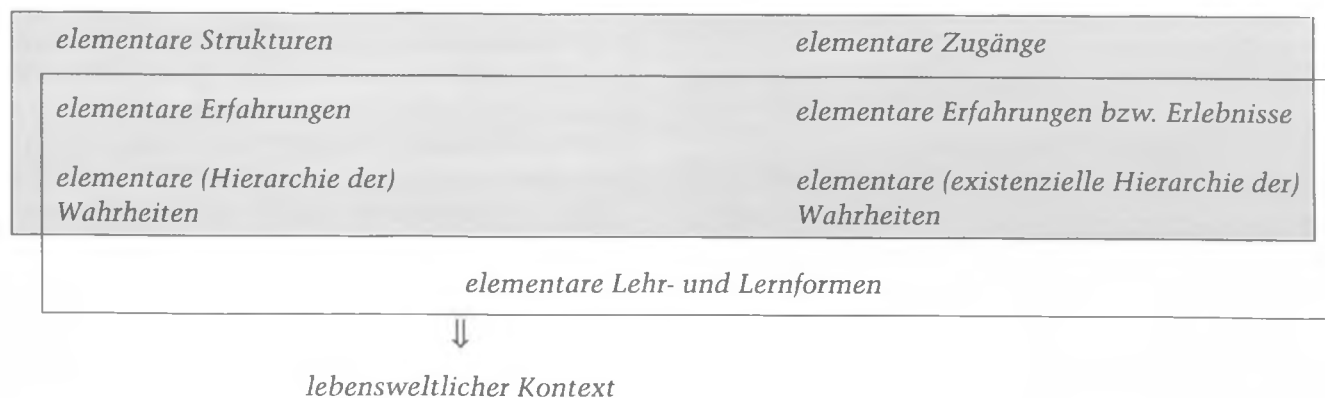 elementare Strukturen
elementare Zugänge
elementare Erfahrungen
elementare Erfahrungen bzw. Erlebnisse
elementare (Hierarchie der)
Wahrheiten
elementare (existenzielle Hierarchie der)
Wahrheiten
elementare Lehr- und Lernformen
⇓
lebensweltlicher Kontext